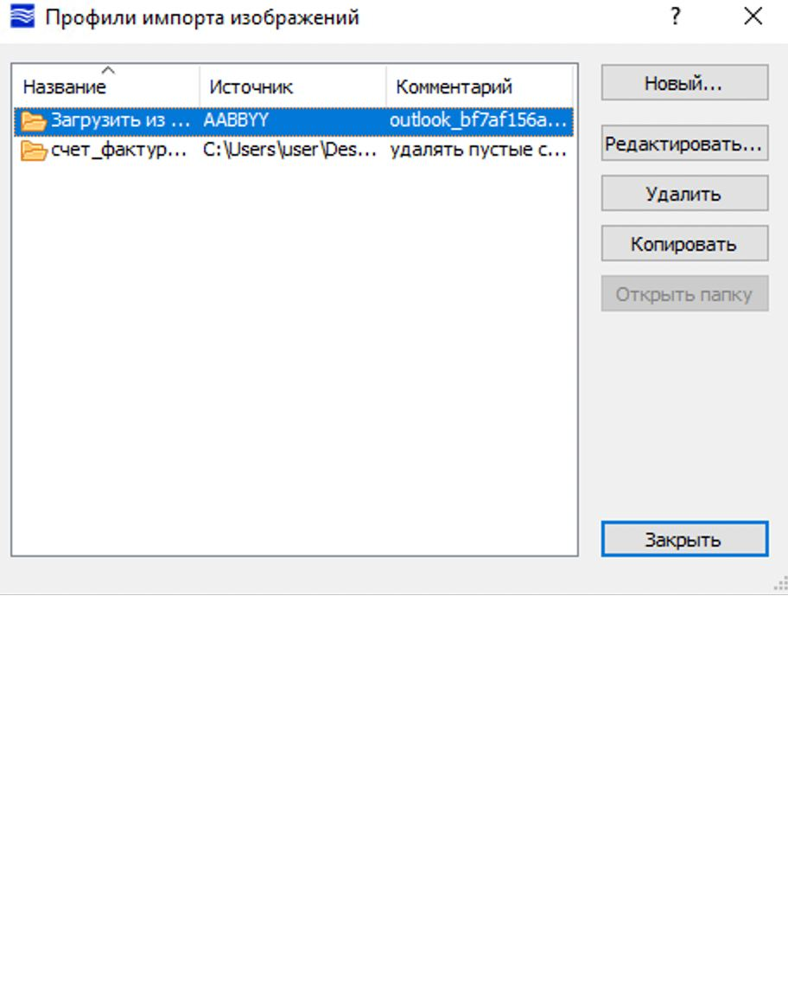 Профили импорта изображений ?
Название Источник Комментарий
Загрузить из ... AABBYY outlook_bf7af156a...
счет_фактур... C:\Users\user\Des... удалять пустые с...
Новый...
Редактировать...
Удалить
Копировать
Открыть папку
Закрыть